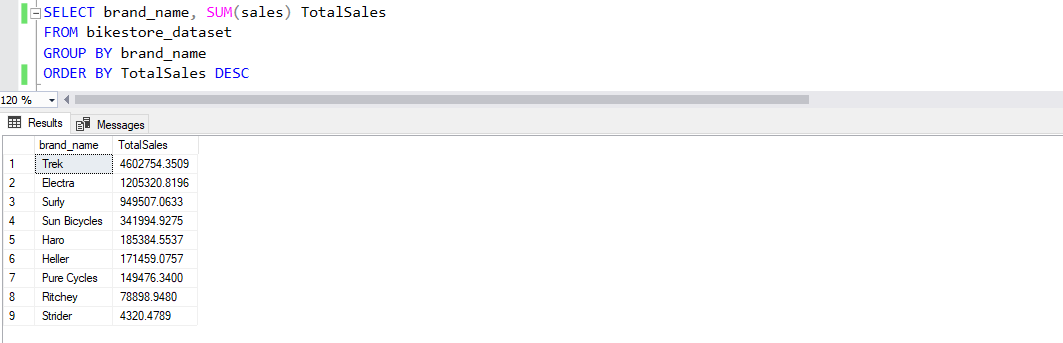 SELECT brand_name, SUM(sales) TotalSales
FROM bikestore_dataset
GROUP BY brand_name
ORDER BY TotalSales DESC
120 %
Results Messages
brand_name TotalSales
1 Trek 4602754.3509
2 Electra 1205320.8196
3 Surly 949507.0633
4 Sun Bicycles 341994.9275
5 Haro 185384.5537
6 Heller 171459.0757
7 Pure Cycles 149476.3400
8 Ritchey 78898.9480
9 Strider 4320.4789